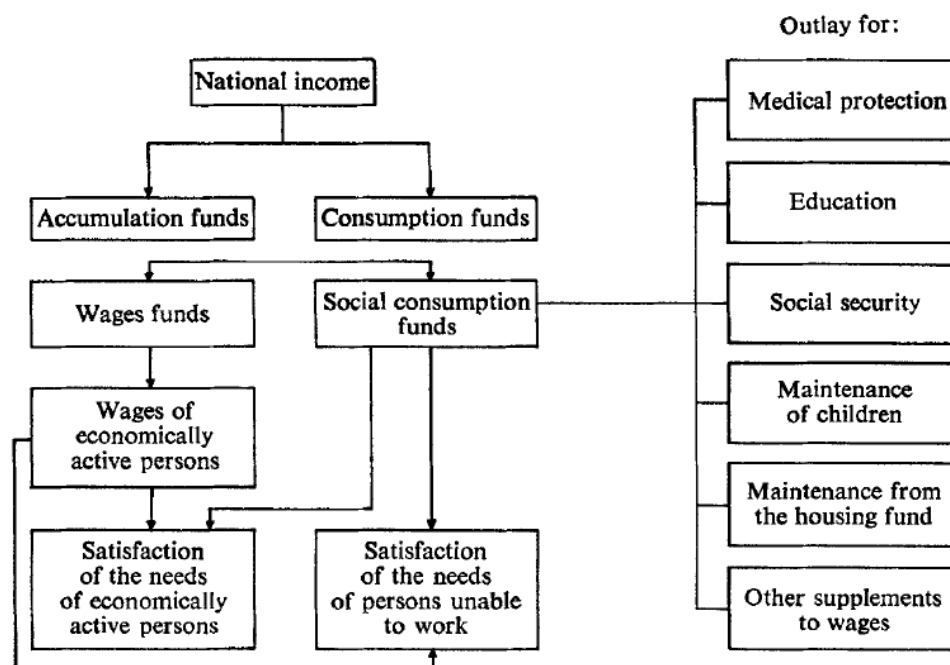 Outlay for:
National income
Medical protection
Accumulation funds
Consumption funds
Education
Wages funds
Social consumption
funds
Social security
Wages of
economically
active persons
Maintenance
of children
Maintenance from
the housing fund
Satisfaction
of the needs
of economically
active persons
Satisfaction
of the needs
of persons unable
to work
Other supplements
to wages